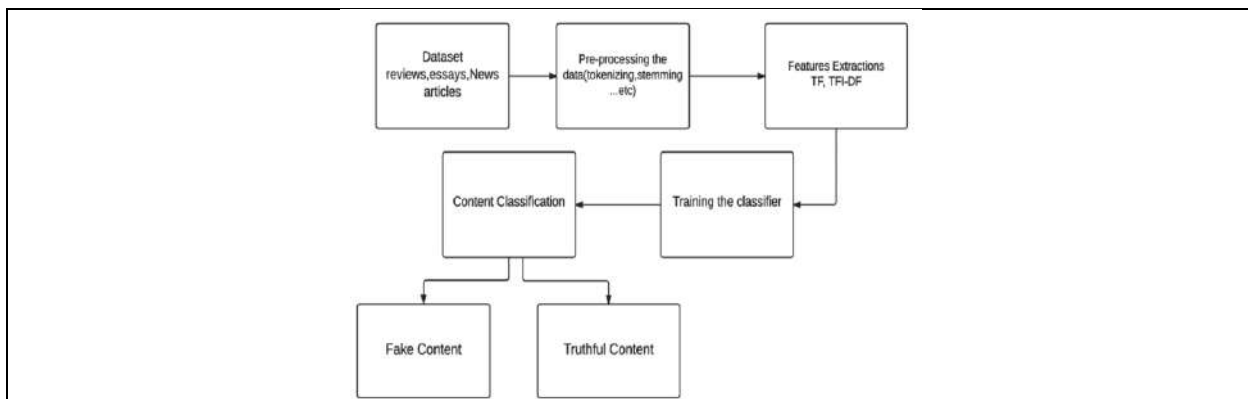 Dataset
reviews,essays,News
articles
Pre-processing the
data(tokenizing,stemming
...etc)
Features Extractions
TF, TFI-DF
Content Classification
Training the classifier
Fake Content
Truthful Content